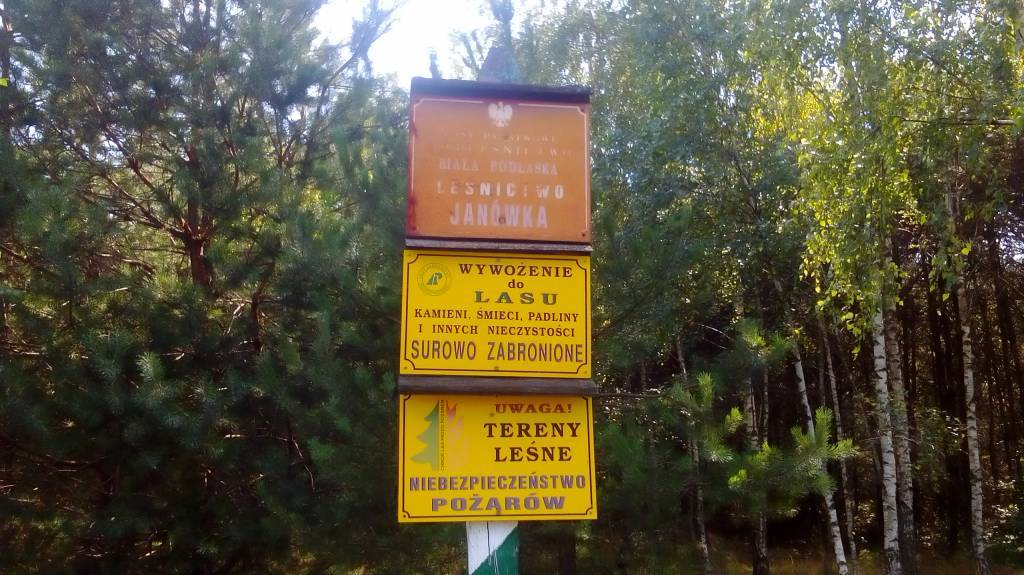 BIAŁA PODLASKA
LEŚNICTWO
JANÓWKA
WYWOŻENIE
do
LASU
KAMIENI, ŚMIECI, PADLINY
I INNYCH NIECZYSTOŚCI
SUROWO ZABRONIONE
UWAGA!
TERENY
LEŚNE
NIEBEZPIECZEŃSTWO
POŻARÓW